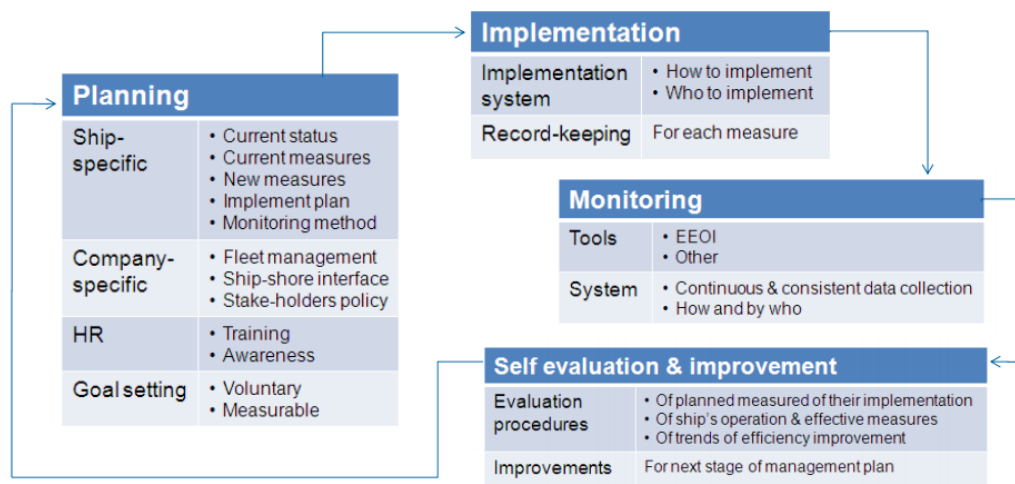 Planning
Ship-
specific
• Current status
• Current measures
• New measures
• Implement plan
• Monitoring method
Company-
specific
• Fleet management
• Ship-shore interface
• Stake-holders policy
HR
• Training
• Awareness
Goal setting
• Voluntary
• Measurable
Implementation
Implementation
system
• How to implement
• Who to implement
Record-keeping
For each measure
Monitoring
Tools
• EEOI
• Other
System
• Continuous & consistent data collection
• How and by who
Self evaluation & improvement
Evaluation
procedures
• Of planned measured of their implementation
• Of ship's operation & effective measures
• Of trends of efficiency improvement
Improvements
For next stage of management plan